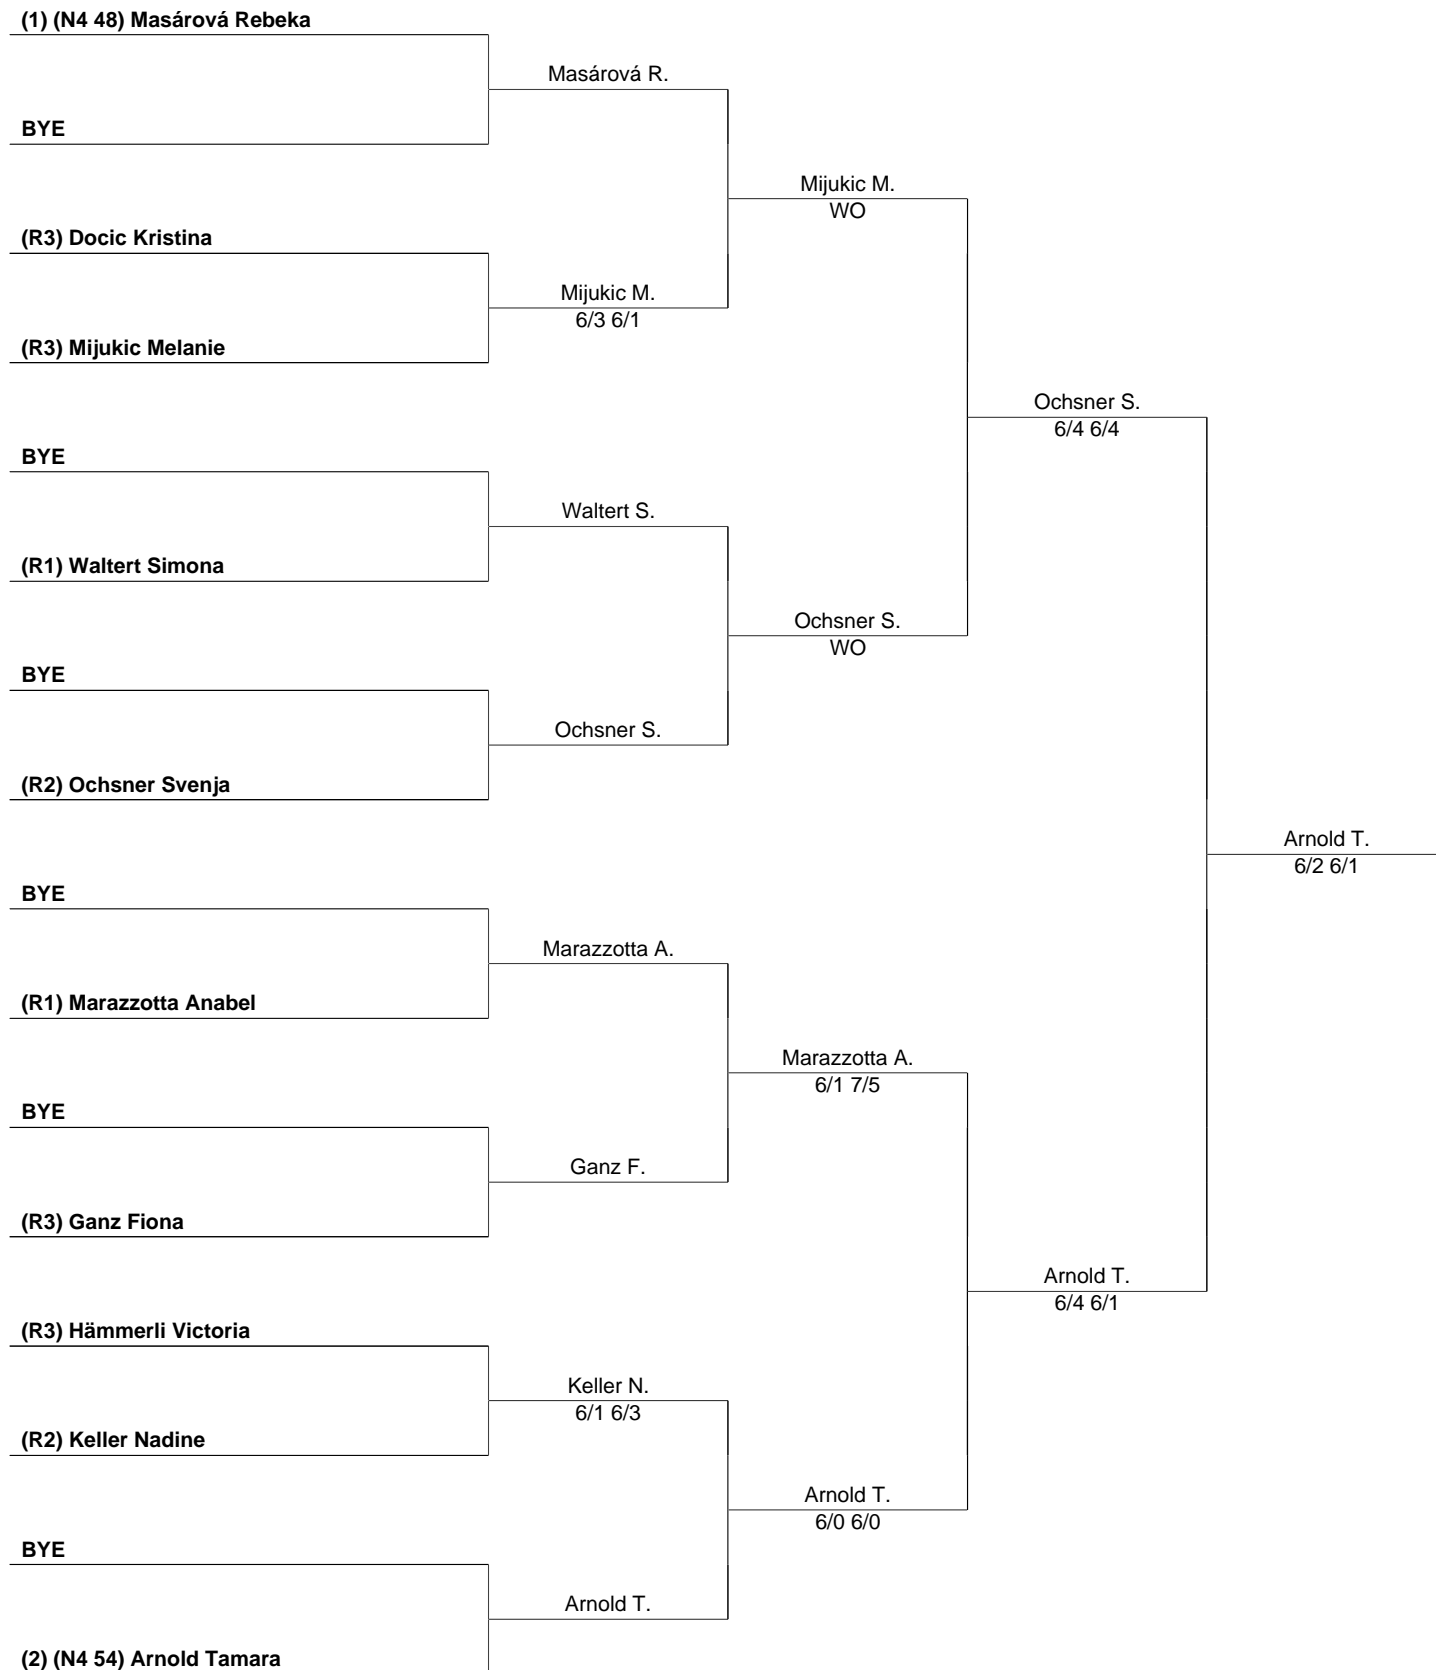 (1) (N4 48) Masárová Rebeka
Masárová R.
BYE
Mijukic M.
WO
(R3) Docic Kristina
Mijukic M.
6/3 6/1
(R3) Mijukic Melanie
Ochsner S.
6/4 6/4
BYE
Waltert S.
(R1) Waltert Simona
Ochsner S.
WO
BYE
Ochsner S.
(R2) Ochsner Svenja
Arnold T.
6/2 6/1
BYE
Marazzotta A.
(R1) Marazzotta Anabel
Marazzotta A.
6/1 7/5
BYE
Ganz F.
(R3) Ganz Fiona
Arnold T.
6/4 6/1
(R3) Hämmerli Victoria
Keller N.
6/1 6/3
(R2) Keller Nadine
Arnold T.
6/0 6/0
BYE
Arnold T.
(2) (N4 54) Arnold Tamara